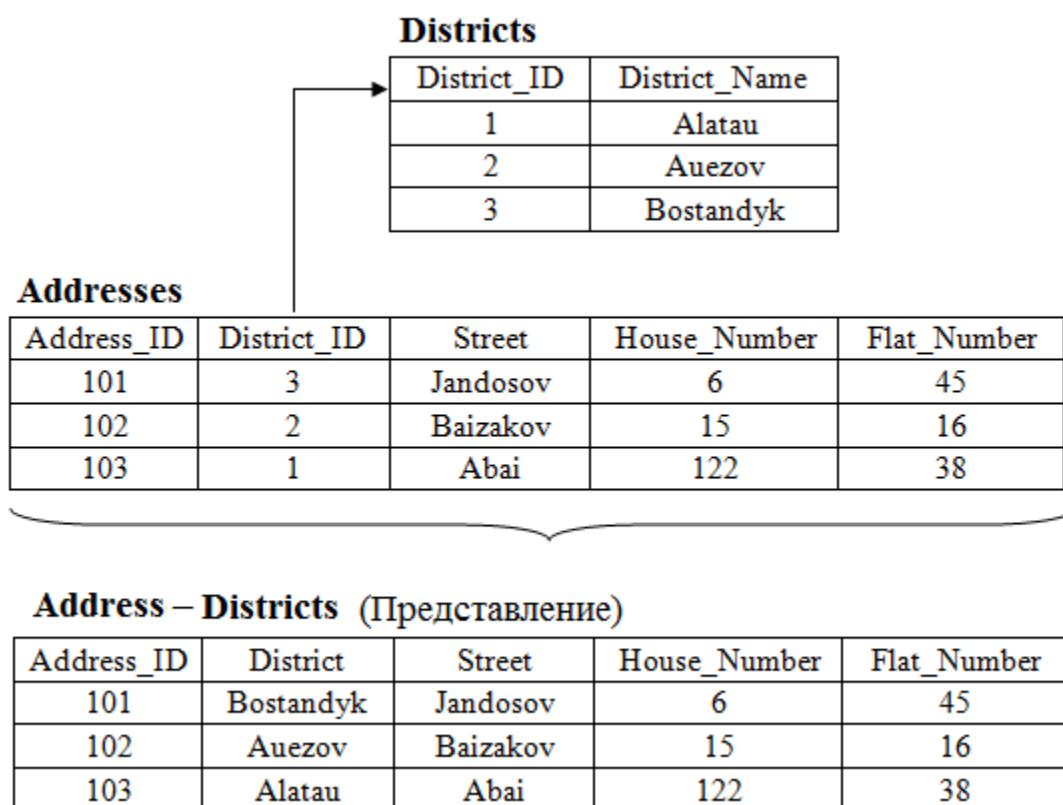 Districts
District_ID District_Name
1 Alatau
2 Auezov
3 Bostandyk
Addresses
Address_ID District_ID Street House_Number Flat_Number
101 3 Jandosov 6 45
102 2 Baizakov 15 16
103 1 Abai 122 38
Address – Districts (Представление)
Address_ID District Street House_Number Flat_Number
101 Bostandyk Jandosov 6 45
102 Auezov Baizakov 15 16
103 Alatau Abai 122 38